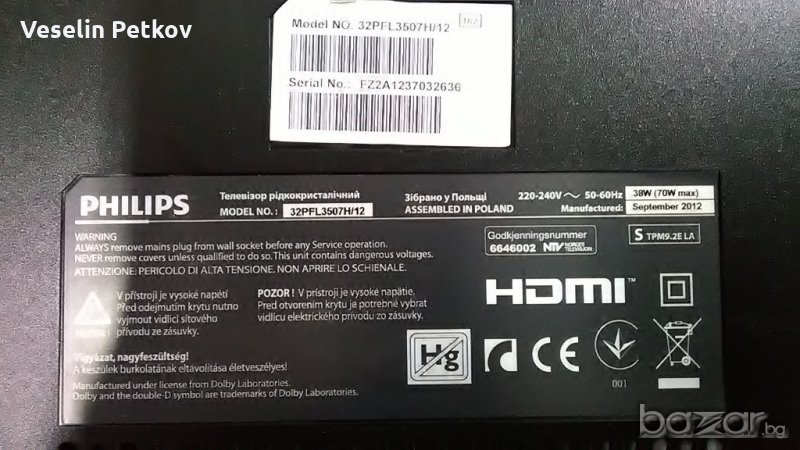 Veselin Petkov
Model NO. 32PFL3507H/12
162
Serial No.: FZ2A1237032636
PHILIPS
Телевізор рідкокристалічний
MODEL NO.: 32PFL3507H/12
Зібрано у Польщі
ASSEMBLED IN POLAND
220-240V ~ 50-60Hz 38W (70W max)
Manufactured: September 2012
WARNING
ALWAYS remove mains plug from wall socket before any Service operation.
NEVER remove covers unless qualified to do so. This unit contains dangerous voltages.
ATTENZIONE: PERICOLO DI ALTA TENSIONE. NON APRIRE LO SCHIENALE.
Godkjenningsnummer
6646002 NTV NORGES TELEVISJON
S TPM9.2E LA
V přístroji je vysoké napětí
Před odejmutím krytu nutno
vyjmout vidlici síťového
přívodu ze zásuvky.
POZOR! V prístroji je vysoké napätie.
Pred otvorením krytu je potrebné vybrať
vidlicu elektrického prívodu zo zásuvky.
HDMI™
Vigyázat, nagyfeszültség!
A készülék burkolatának eltávolítása életveszélyes!
Hg
CE
001
Manufactured under license from Dolby Laboratories.
Dolby and the double-D symbol are trademarks of Dolby Laboratories.
bazar.bg